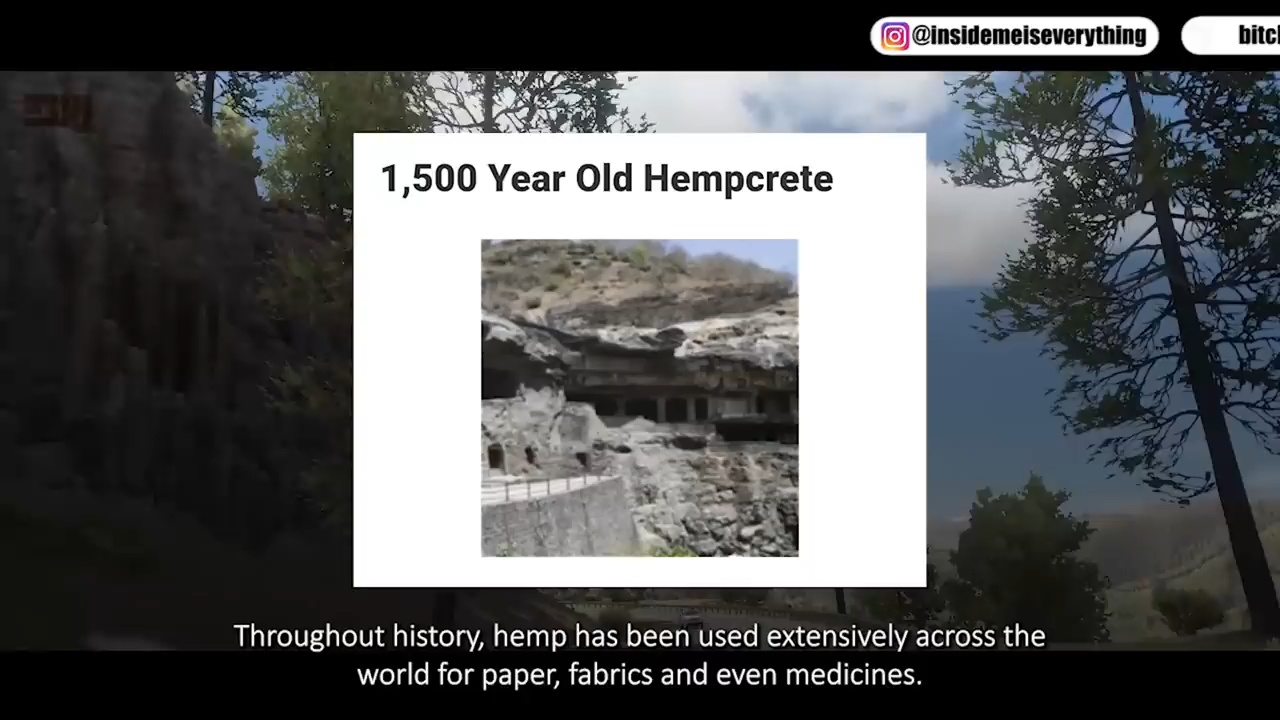 @insidemeiseverything
bitc
1,500 Year Old Hempcrete
Throughout history, hemp has been used extensively across the
world for paper, fabrics and even medicines.